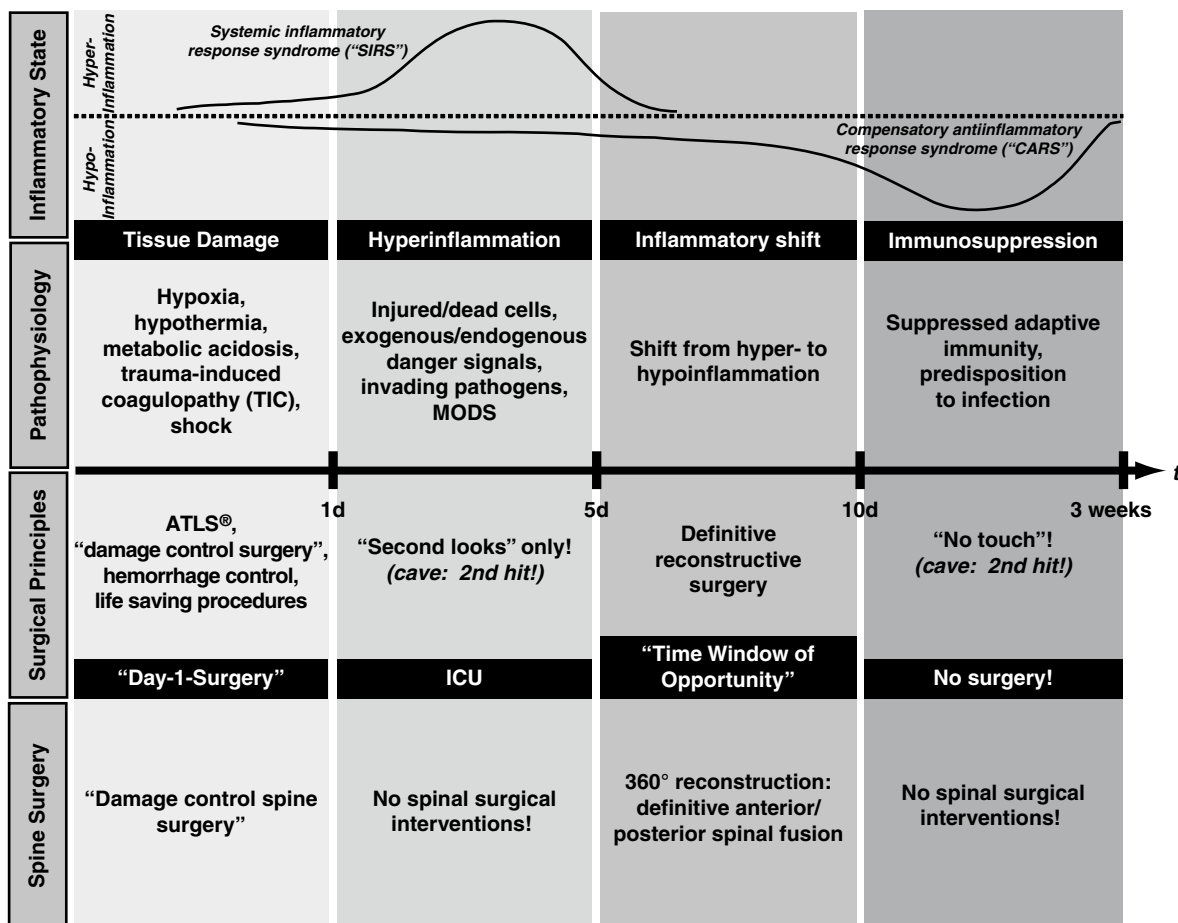 Inflammatory State
Hyper-
Inflammation
Hypo-
Inflammation
Systemic inflammatory
response syndrome (“SIRS”)
Compensatory antiinflammatory
response syndrome (“CARS”)
Tissue Damage
Hyperinflammation
Inflammatory shift
Immunosuppression
Pathophysiology
Hypoxia,
hypothermia,
metabolic acidosis,
trauma-induced
coagulopathy (TIC),
shock
Injured/dead cells,
exogenous/endogenous
danger signals,
invading pathogens,
MODS
Shift from hyper- to
hypoinflammation
Suppressed adaptive
immunity,
predisposition
to infection
t
1d
5d
10d
3 weeks
Surgical Principles
ATLS®,
“damage control surgery”,
hemorrhage control,
life saving procedures
“Second looks” only!
(cave: 2nd hit!)
Definitive
reconstructive
surgery
“No touch”!
(cave: 2nd hit!)
“Day-1-Surgery”
ICU
“Time Window of
Opportunity”
No surgery!
Spine Surgery
“Damage control spine
surgery”
No spinal surgical
interventions!
360° reconstruction:
definitive anterior/
posterior spinal fusion
No spinal surgical
interventions!